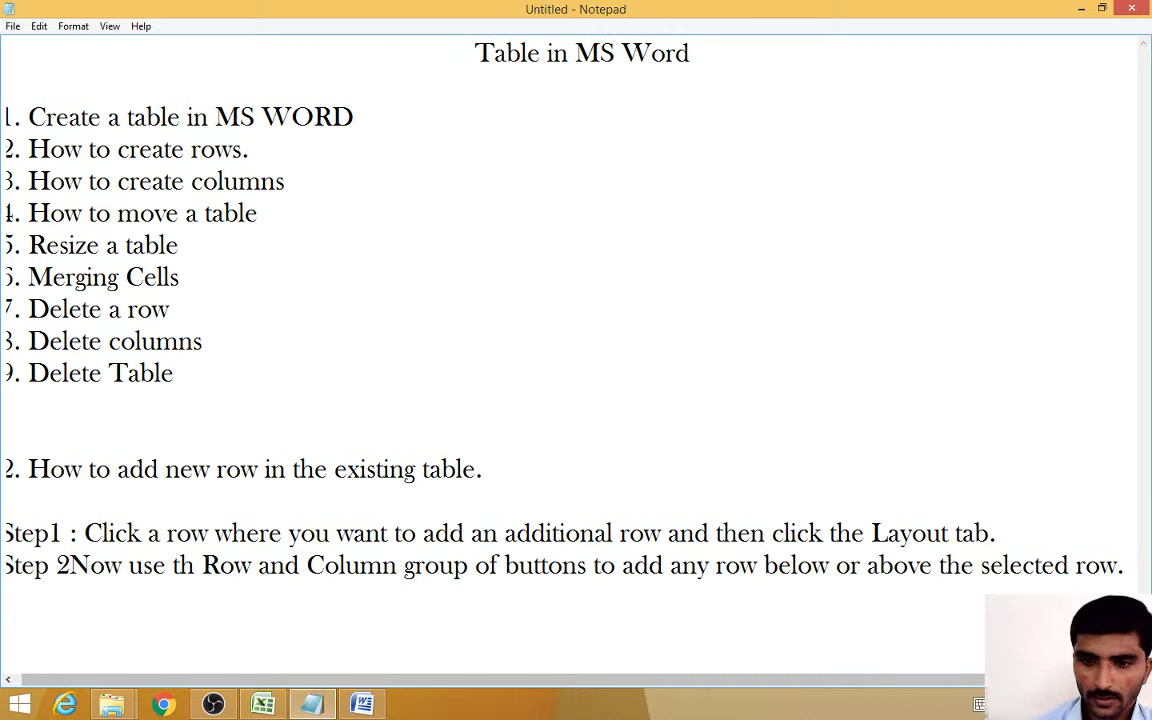 Untitled - Notepad
File Edit Format View Help
Table in MS Word
1. Create a table in MS WORD
2. How to create rows.
3. How to create columns
4. How to move a table
5. Resize a table
6. Merging Cells
7. Delete a row
8. Delete columns
9. Delete Table
2. How to add new row in the existing table.
Step1 : Click a row where you want to add an additional row and then click the Layout tab.
Step 2Now use th Row and Column group of buttons to add any row below or above the selected row.